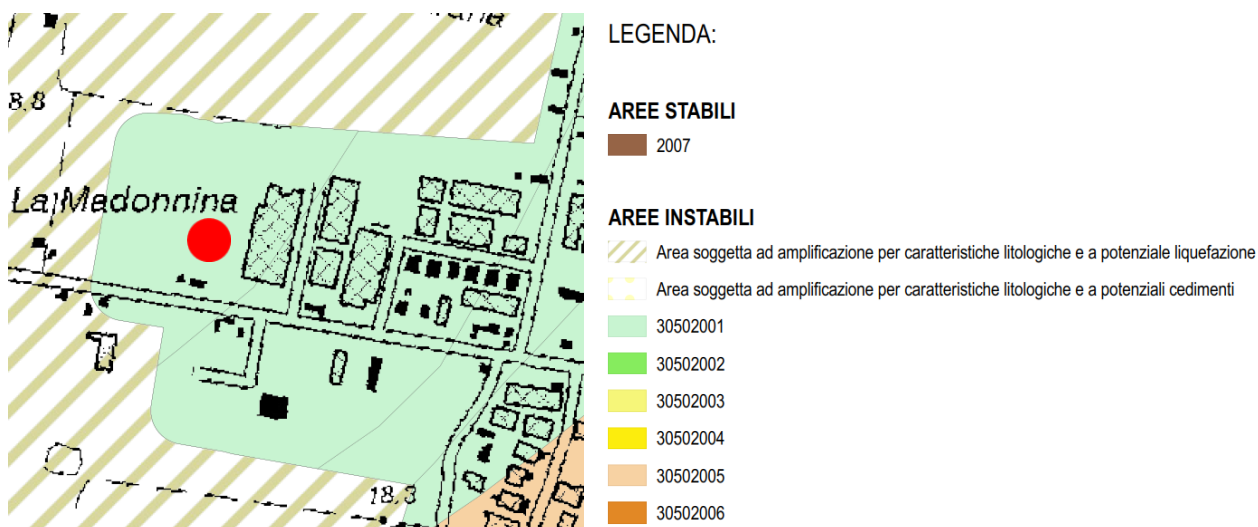 8,8
La Madonnina
18,3
LEGENDA:
AREE STABILI
2007
AREE INSTABILI
Area soggetta ad amplificazione per caratteristiche litologiche e a potenziale liquefazione
Area soggetta ad amplificazione per caratteristiche litologiche e a potenziali cedimenti
30502001
30502002
30502003
30502004
30502005
30502006